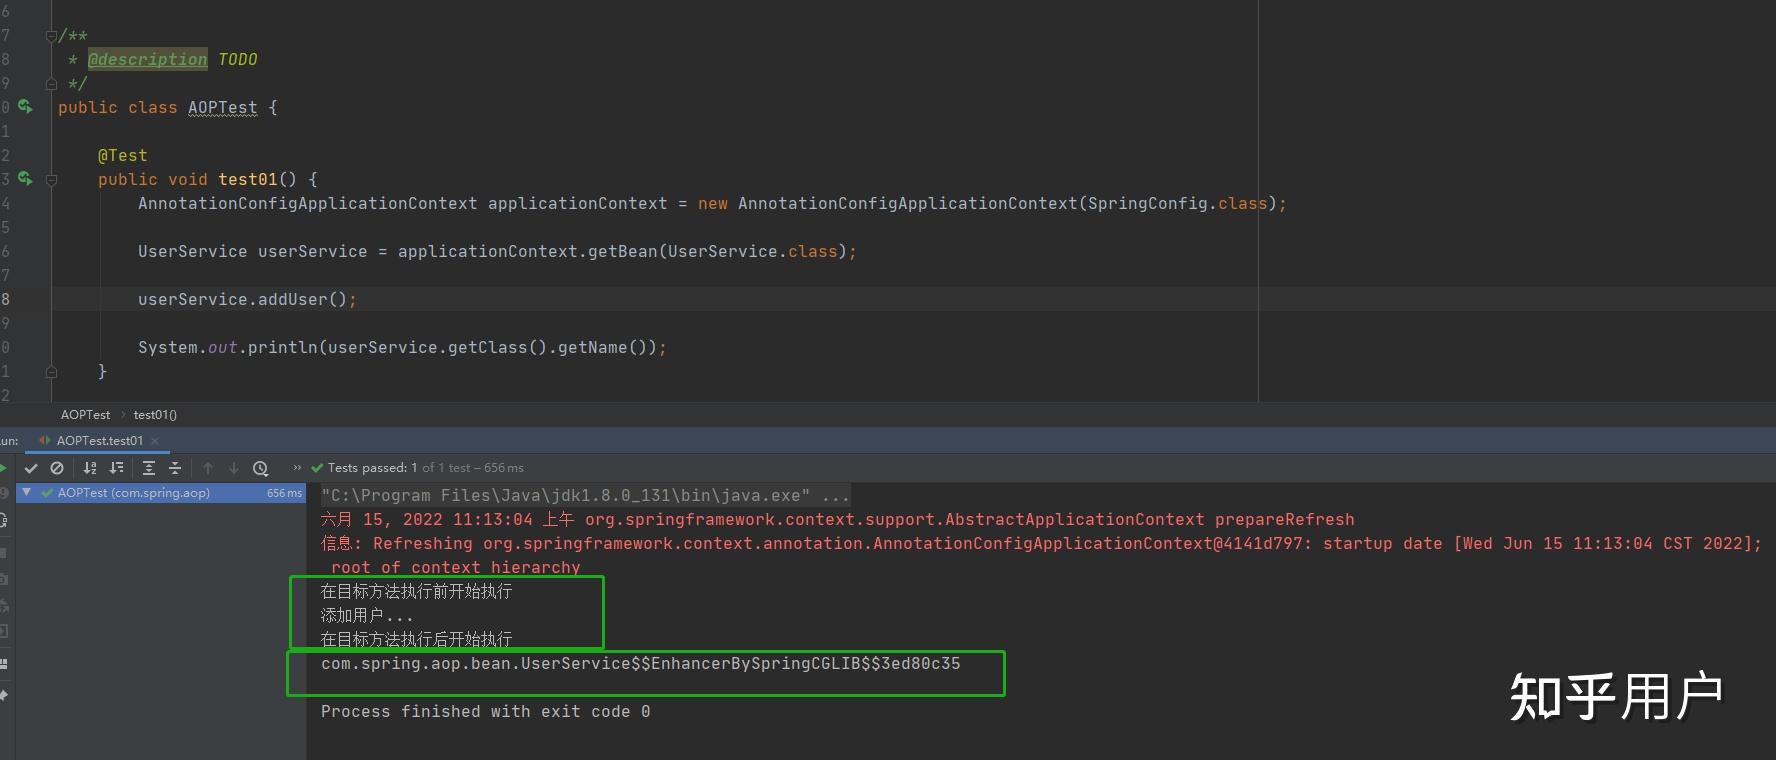 6
7 /**
8 * @description TODO
9 */
0 public class AOPTest {
1
2 @Test
3 public void test01() {
4 AnnotationConfigApplicationContext applicationContext = new AnnotationConfigApplicationContext(SpringConfig.class);
5
6 UserService userService = applicationContext.getBean(UserService.class);
7
8 userService.addUser();
9
0 System.out.println(userService.getClass().getName());
1 }
2
AOPTest › test01()
un: AOPTest.test01 ×
» Tests passed: 1 of 1 test – 656 ms
AOPTest (com.spring.aop) 656 ms
"C:\Program Files\Java\jdk1.8.0_131\bin\java.exe" ...
六月 15, 2022 11:13:04 上午 org.springframework.context.support.AbstractApplicationContext prepareRefresh
信息: Refreshing org.springframework.context.annotation.AnnotationConfigApplicationContext@4141d797: startup date [Wed Jun 15 11:13:04 CST 2022];
root of context hierarchy
在目标方法执行前开始执行
添加用户...
在目标方法执行后开始执行
com.spring.aop.bean.UserService$$EnhancerBySpringCGLIB$$3ed80c35
Process finished with exit code 0
知乎用户